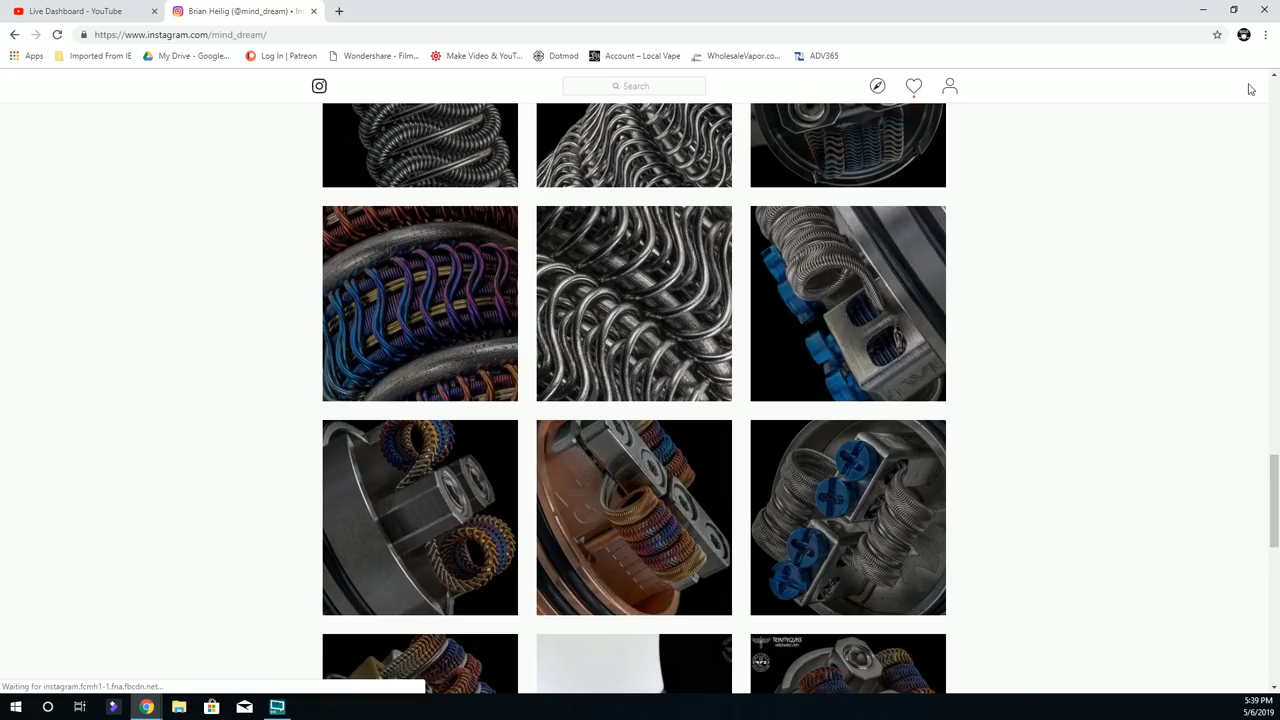 Live Dashboard - YouTube
Brian Heilig (@mind_dream) • In
https://www.instagram.com/mind_dream/
Apps
Imported From IE
My Drive - Google...
Log In | Patreon
Wondershare - Film...
Make Video & YouT...
Dotmod
Account – Local Vape
WholesaleVapor.co...
ADV365
Search
TRINITYGLASS
Waiting for instagram.fcmh1-1.fna.fbcdn.net...
5:39 PM
5/6/2019